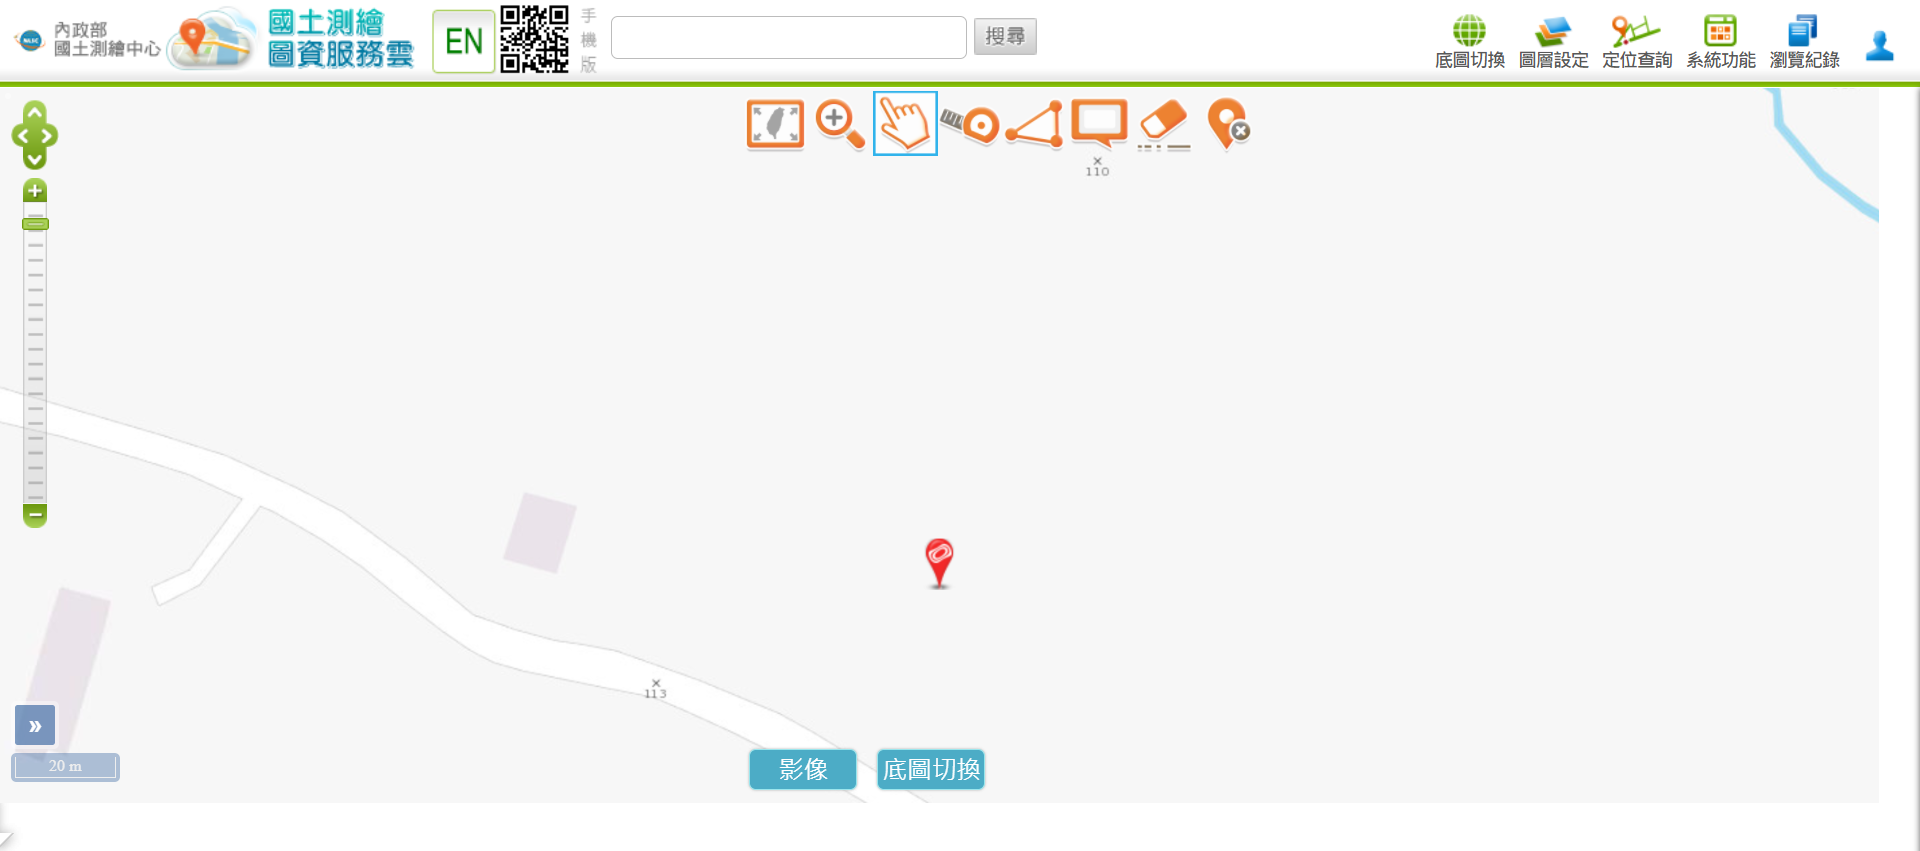 內政部
國土測繪中心
國土測繪
圖資服務雲
EN
手機版
搜尋
底圖切換
圖層設定
定位查詢
系統功能
瀏覽紀錄
110
113
»
20 m
影像
底圖切換